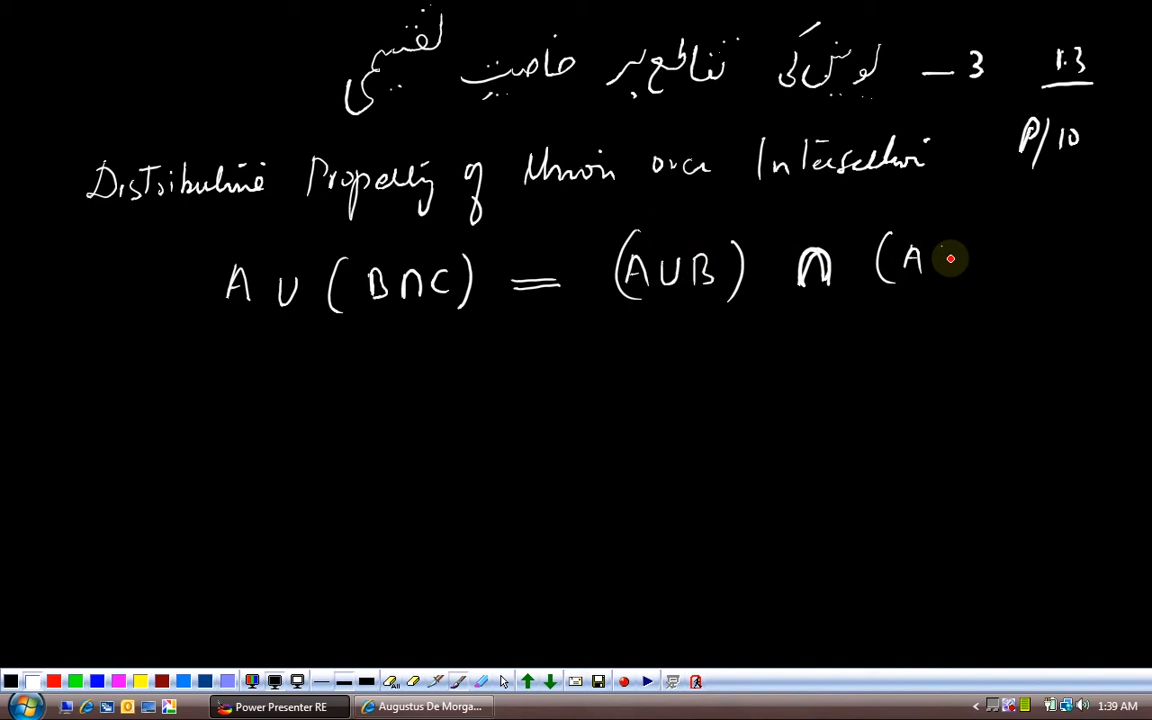 1.3
3 — یونین کی تقاطع پر خاصیت تقسیمی
P/10
Distributive Property of Union over Intersection
A ∪ (B∩C) = (A∪B) ∩ (A
Power Presenter RE
Augustus De Morga...
1:39 AM